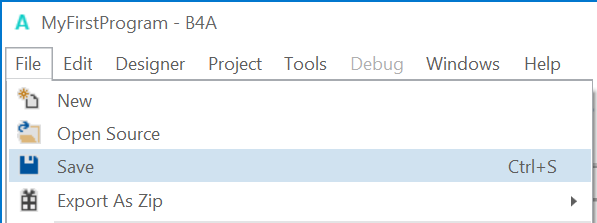 MyFirstProgram - B4A
File Edit Designer Project Tools Debug Windows Help
New
Open Source
Save Ctrl+S
Export As Zip